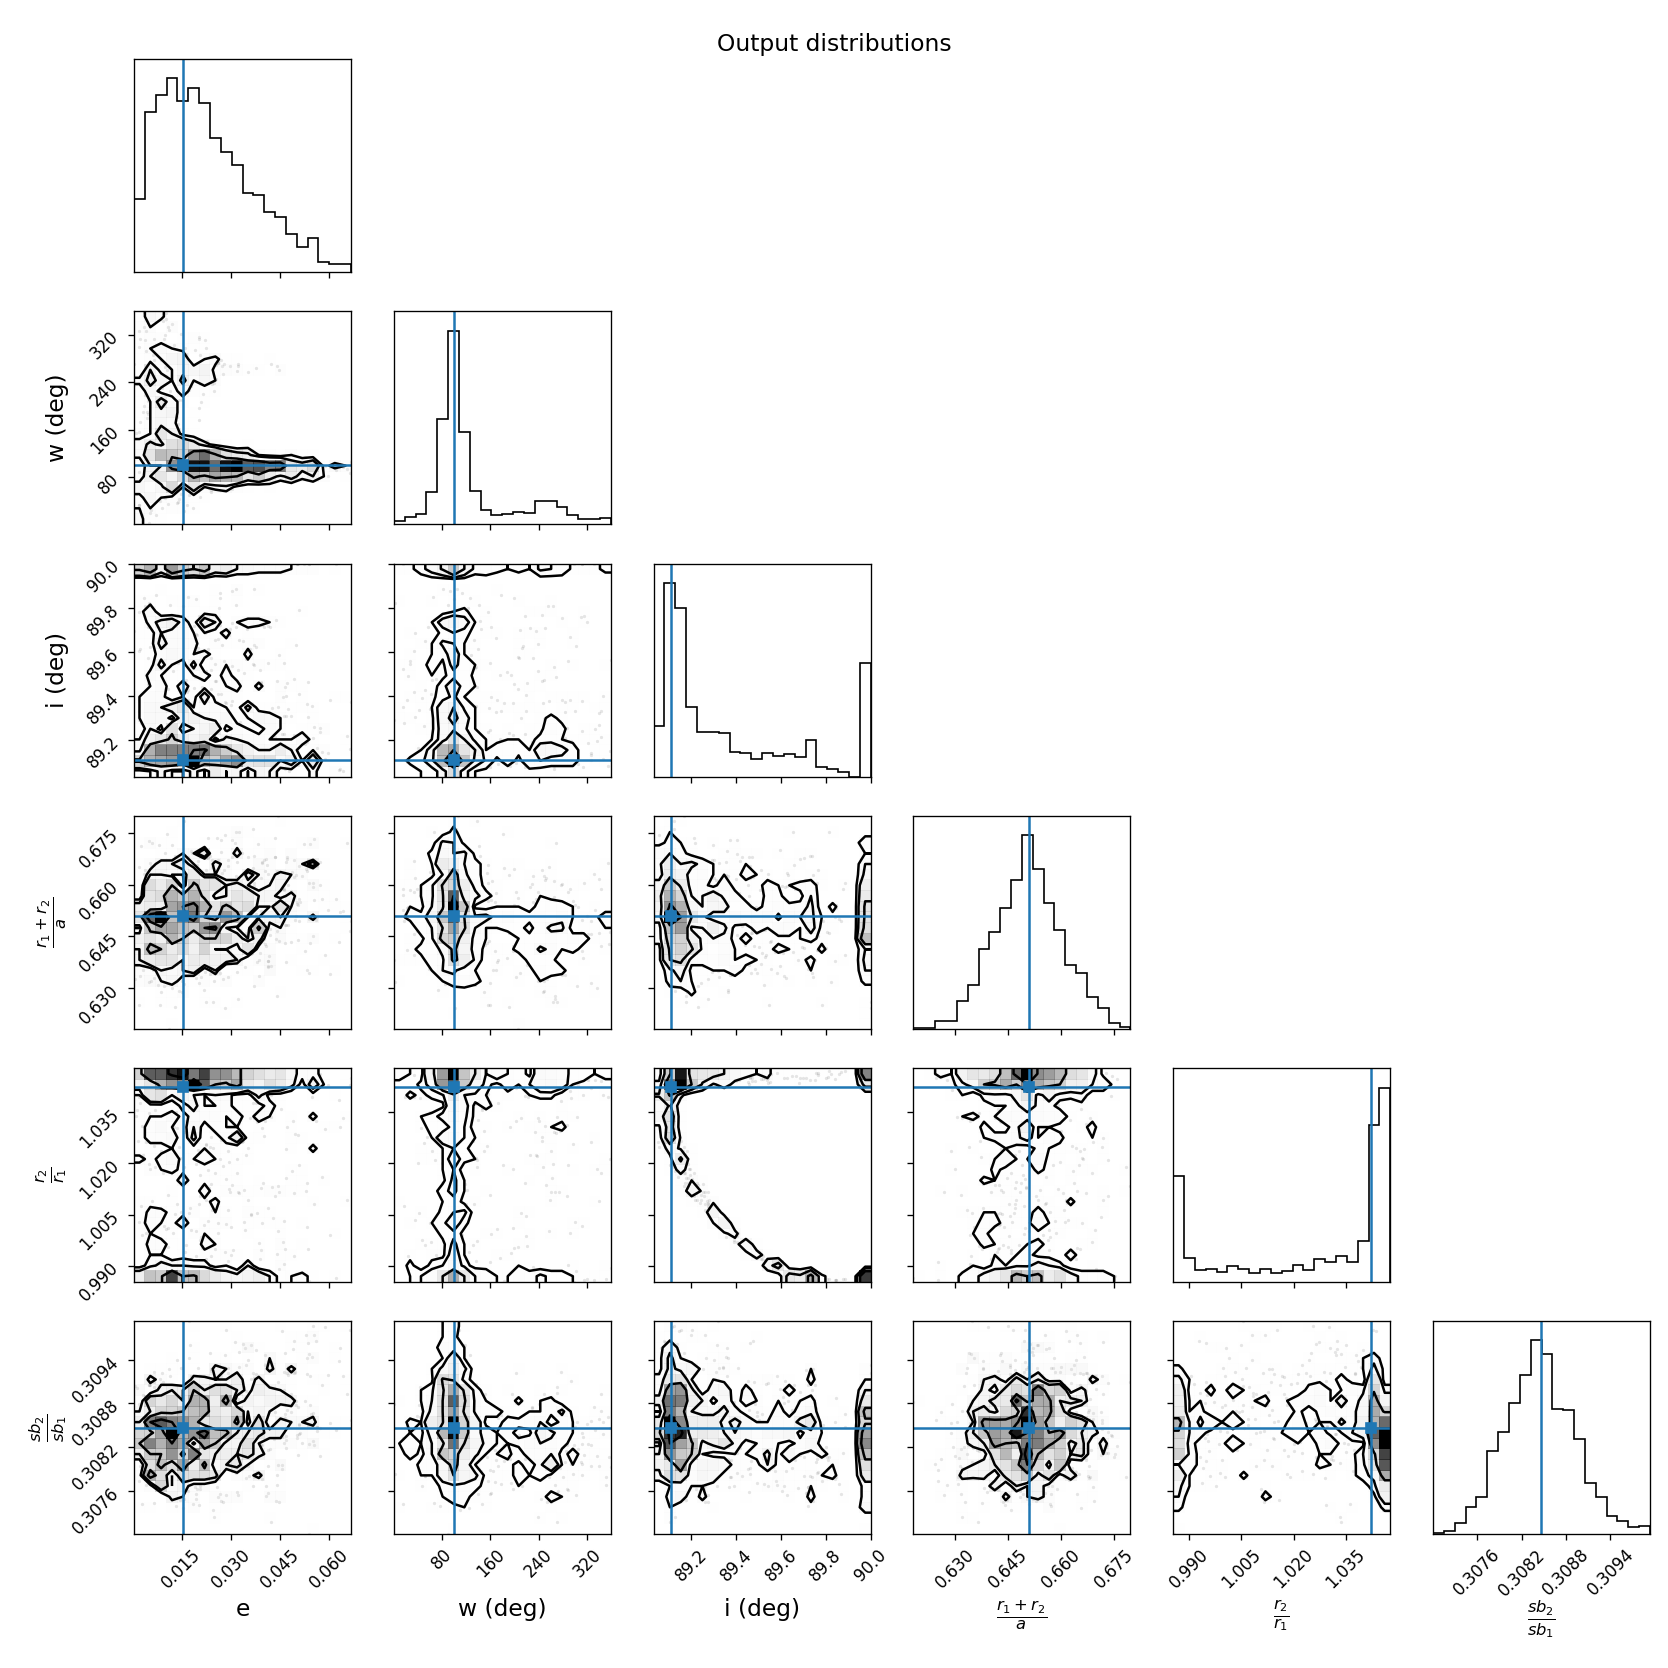 Output distributions
w (deg)
320
240
160
80
i (deg)
90.0
89.8
89.6
89.4
89.2
r₁ + r₂
a
0.675
0.660
0.645
0.630
r₂
r₁
1.035
1.020
1.005
0.990
sb₂
sb₁
0.3094
0.3088
0.3082
0.3076
0.015 0.030 0.045 0.060 80 160 240 320 89.2 89.4 89.6 89.8 90.0 0.630 0.645 0.660 0.675 0.990 1.005 1.020 1.035 0.3076 0.3082 0.3088 0.3094
e w (deg) i (deg) r₁ + r₂ / a r₂ / r₁ sb₂ / sb₁